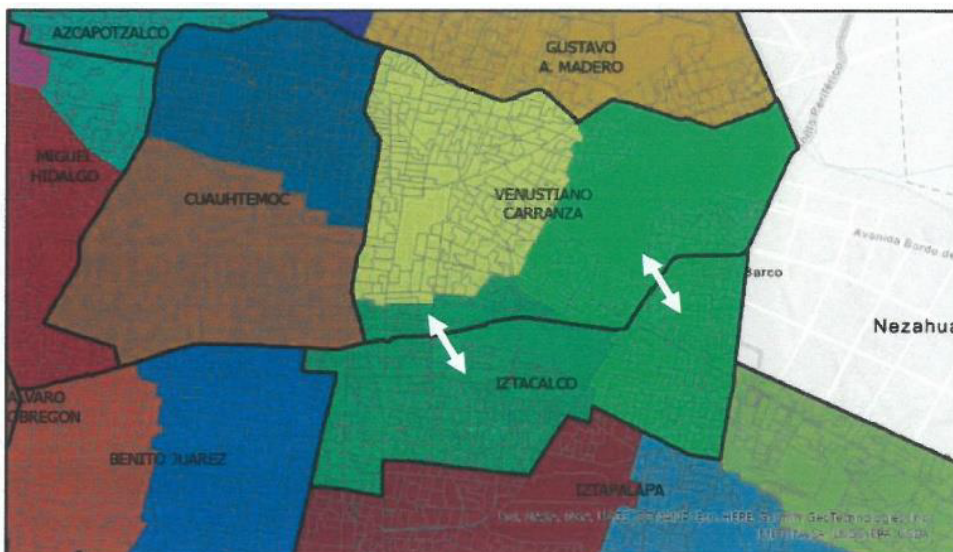 AZCAPOTZALCO
GUSTAVO
A. MADERO
MIGUEL
HIDALGO
CUAUHTEMOC
VENUSTIANO
CARRANZA
Avenida Bordo de
Barco
Nezahua
IZTACALCO
ALVARO
OBREGON
BENITO JUAREZ
IZTAPALAPA